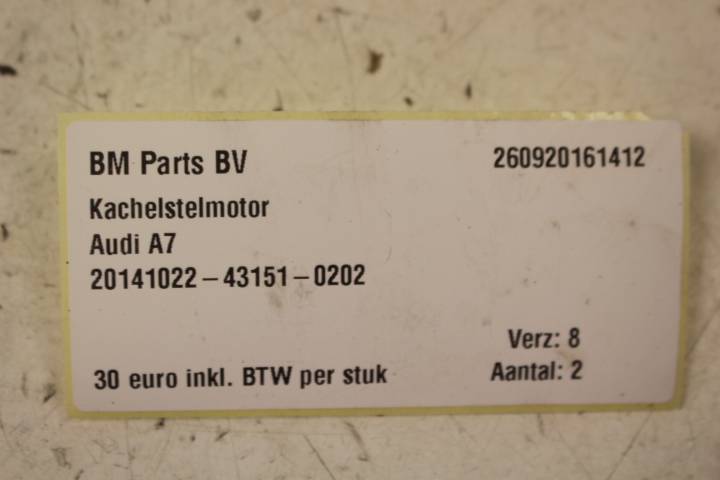 BM Parts BV 260920161412
Kachelstelmotor
Audi A7
20141022-43151-0202
Verz: 8
30 euro inkl. BTW per stuk Aantal: 2